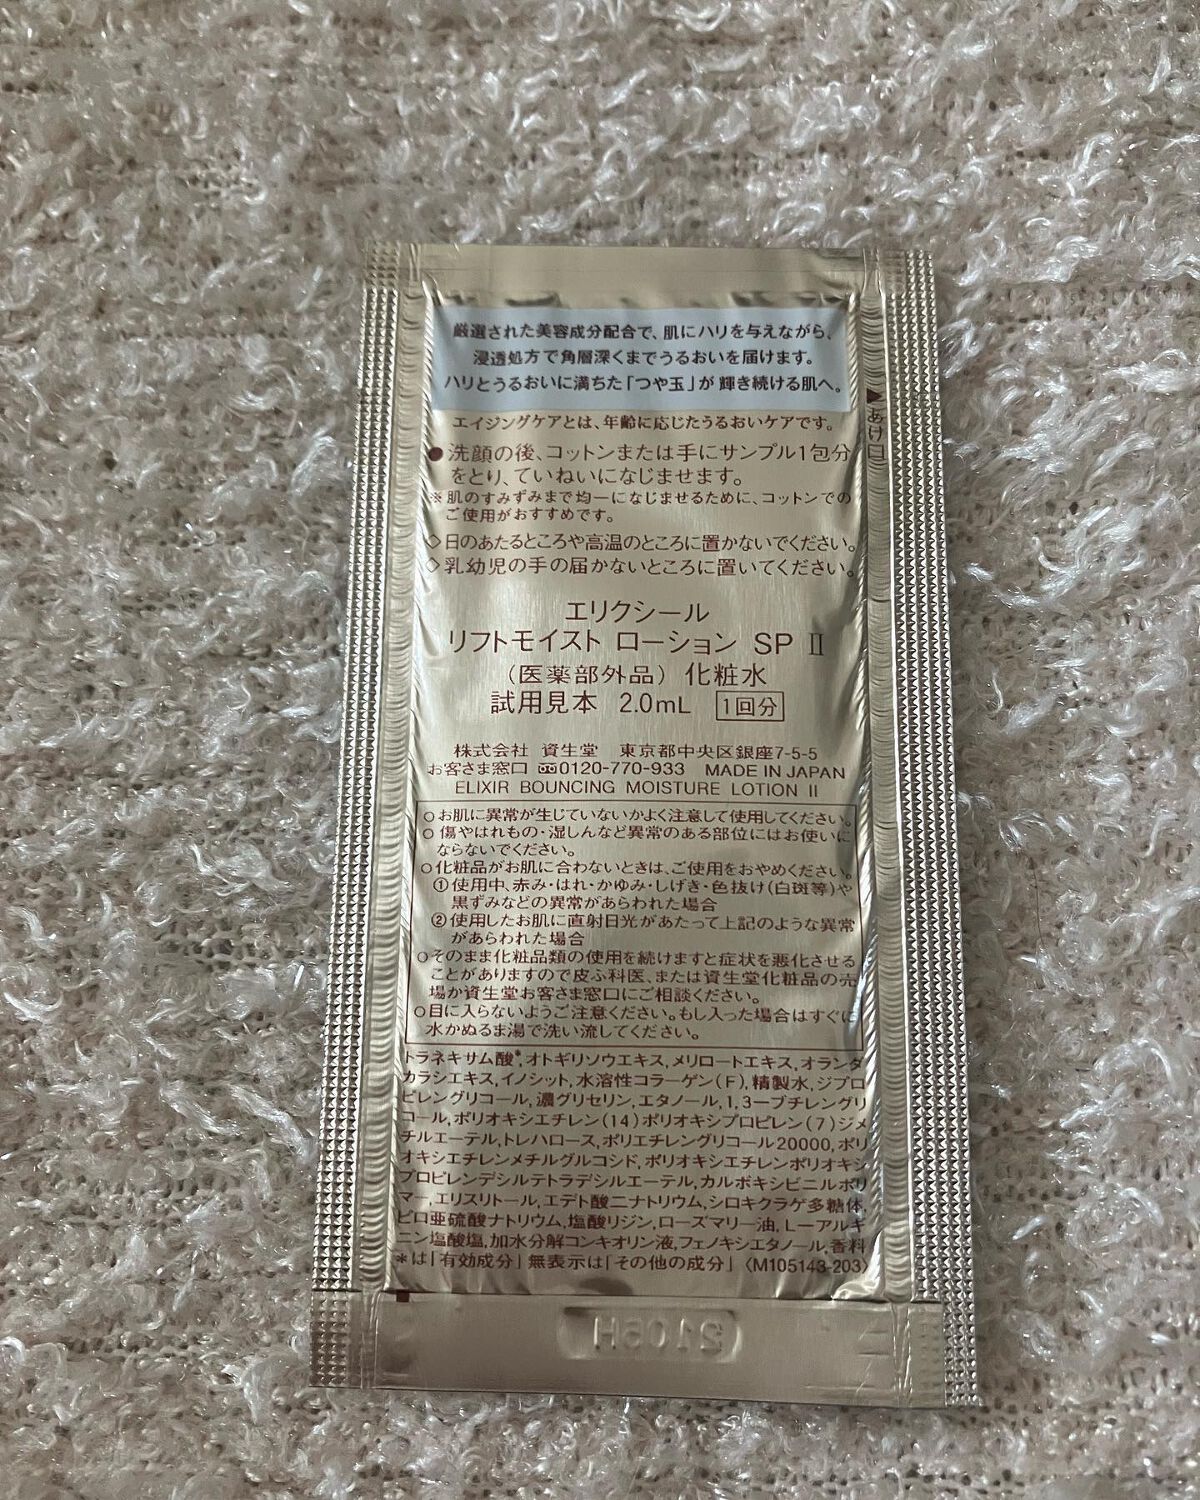 厳選された美容成分配合で、肌にハリを与えながら、
浸透処方で角層深くまでうるおいを届けます。
ハリとうるおいに満ちた「つや玉」が輝き続ける肌へ。
▶あけ口
エイジングケアとは、年齢に応じたうるおいケアです。
●洗顔の後、コットンまたは手にサンプル1包分
をとり、ていねいになじませます。
※肌のすみずみまで均一になじませるために、コットンでの
ご使用がおすすめです。
◇日のあたるところや高温のところに置かないでください。
◇乳幼児の手の届かないところに置いてください。
エリクシール
リフトモイスト ローション SP Ⅱ
（医薬部外品） 化粧水
試用見本 2.0mL 1回分
株式会社 資生堂 東京都中央区銀座7-5-5
お客さま窓口 0120-770-933 MADE IN JAPAN
ELIXIR BOUNCING MOISTURE LOTION II
○お肌に異常が生じていないかよく注意して使用してください。
○傷やはれもの・湿しんなど異常のある部位にはお使いに
ならないでください。
○化粧品がお肌に合わないときは、ご使用をおやめください。
①使用中、赤み・はれ・かゆみ・しげき・色抜け(白斑等)や
黒ずみなどの異常があらわれた場合
②使用したお肌に直射日光があたって上記のような異常
があらわれた場合
○そのまま化粧品類の使用を続けますと症状を悪化させる
ことがありますので皮ふ科医、または資生堂化粧品の売
場か資生堂お客さま窓口にご相談ください。
○目に入らないようご注意ください。もし入った場合はすぐに
水かぬるま湯で洗い流してください。
トラネキサム酸*,オトギリソウエキス,メリロートエキス,オランダ
カラシエキス,イノシット,水溶性コラーゲン(F),精製水,ジプロ
ピレングリコール,濃グリセリン,エタノール,1,3-ブチレングリ
コール,ポリオキシエチレン(14)ポリオキシプロピレン(7)ジメ
チルエーテル,トレハロース,ポリエチレングリコール20000,ポリ
オキシエチレンメチルグルコシド,ポリオキシエチレンポリオキシ
プロピレンデシルテトラデシルエーテル,カルボキシビニルポリ
マー,エリスリトール,エデト酸二ナトリウム,シロキクラゲ多糖体,
ピロ亜硫酸ナトリウム,塩酸リジン,ローズマリー油,L-アルギ
ニン塩酸塩,加水分解コンキオリン液,フェノキシエタノール,香料
*は「有効成分」無表示は「その他の成分」〈M105143-203〉
2106H